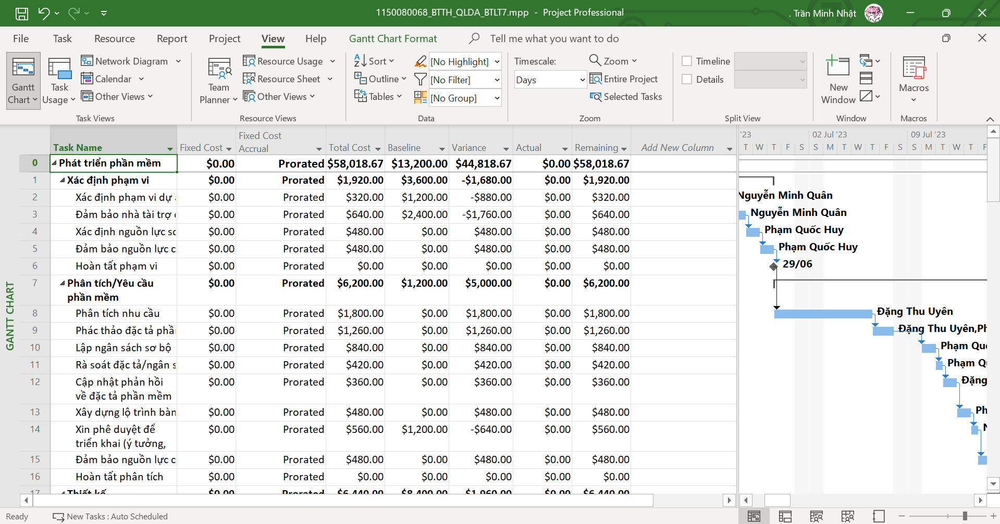 1150080068_BTTH_QLDA_BTLT7.mpp - Project Professional
. Trần Minh Nhật
File Task Resource Report Project View Help Gantt Chart Format Tell me what you want to do
Gantt Chart
Task Usage
Network Diagram
Calendar
Other Views
Task Views
Team Planner
Resource Usage
Resource Sheet
Other Views
Resource Views
Sort
Outline
Tables
[No Highlight]
[No Filter]
[No Group]
Data
Timescale:
Days
Zoom
Entire Project
Selected Tasks
Zoom
Timeline
Details
Split View
New Window
Window
Macros
Macros
GANTT CHART
Task Name Fixed Cost Fixed Cost Accrual Total Cost Baseline Variance Actual Remaining Add New Column
0 Phát triển phần mềm $0.00 Prorated $58,018.67 $13,200.00 $44,818.67 $0.00 $58,018.67
1 Xác định phạm vi $0.00 Prorated $1,920.00 $3,600.00 -$1,680.00 $0.00 $1,920.00
2 Xác định phạm vi dự $0.00 Prorated $320.00 $1,200.00 -$880.00 $0.00 $320.00
3 Đảm bảo nhà tài trợ $0.00 Prorated $640.00 $2,400.00 -$1,760.00 $0.00 $640.00
4 Xác định nguồn lực sơ $0.00 Prorated $480.00 $0.00 $480.00 $0.00 $480.00
5 Đảm bảo nguồn lực c $0.00 Prorated $480.00 $0.00 $480.00 $0.00 $480.00
6 Hoàn tất phạm vi $0.00 Prorated $0.00 $0.00 $0.00 $0.00 $0.00
7 Phân tích/Yêu cầu phần mềm $0.00 Prorated $6,200.00 $1,200.00 $5,000.00 $0.00 $6,200.00
8 Phân tích nhu cầu $0.00 Prorated $1,800.00 $0.00 $1,800.00 $0.00 $1,800.00
9 Phác thảo đặc tả phầ $0.00 Prorated $1,260.00 $0.00 $1,260.00 $0.00 $1,260.00
10 Lập ngân sách sơ bộ $0.00 Prorated $840.00 $0.00 $840.00 $0.00 $840.00
11 Rà soát đặc tả/ngân s $0.00 Prorated $420.00 $0.00 $420.00 $0.00 $420.00
12 Cập nhật phản hồi về đặc tả phần mềm $0.00 Prorated $360.00 $0.00 $360.00 $0.00 $360.00
13 Xây dựng lộ trình bàn $0.00 Prorated $480.00 $0.00 $480.00 $0.00 $480.00
14 Xin phê duyệt để triển khai (ý tưởng, $0.00 Prorated $560.00 $1,200.00 -$640.00 $0.00 $560.00
15 Đảm bảo nguồn lực c $0.00 Prorated $480.00 $0.00 $480.00 $0.00 $480.00
16 Hoàn tất phân tích $0.00 Prorated $0.00 $0.00 $0.00 $0.00 $0.00
17 Thiết kế $0.00 Prorated $6,440.00 $8,400.00 -$1,960.00 $0.00 $6,440.00
'23 02 Jul '23 09 Jul '23
T W T F S S M T W T F S S M T W T F
Nguyễn Minh Quân
Nguyễn Minh Quân
Phạm Quốc Huy
Phạm Quốc Huy
29/06
Đặng Thu Uyên
Đặng Thu Uyên,Ph
Phạm Quố
Phạm Q
Đặng
Ph
N
Ready New Tasks : Auto Scheduled